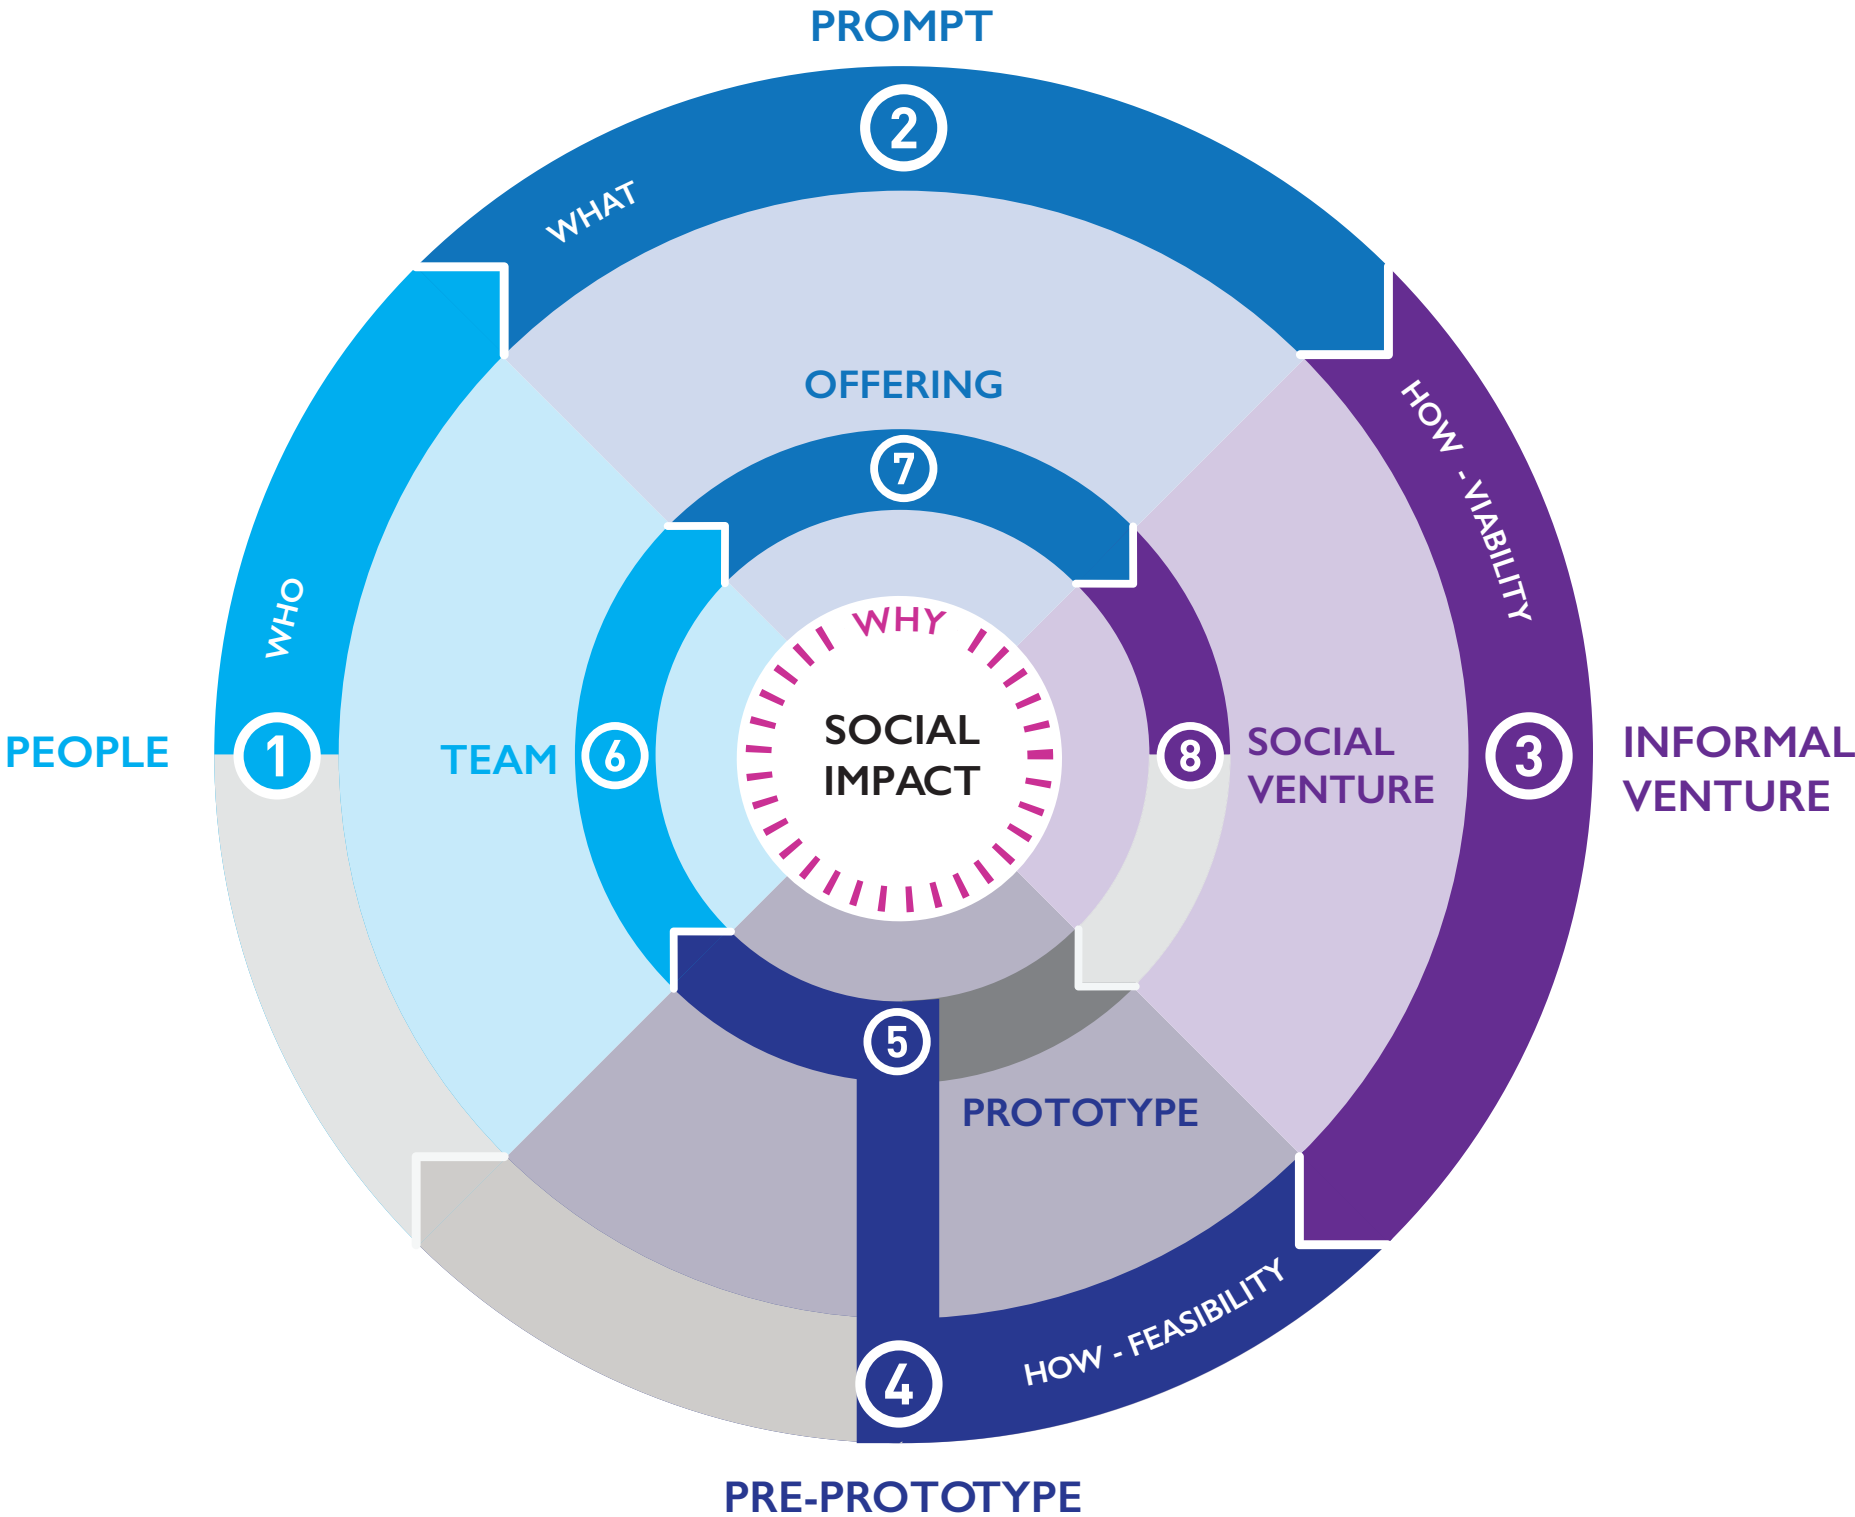 PROMPT
2
WHAT
OFFERING
HOW - VIABILITY
7
WHO
WHY
PEOPLE
1
TEAM
6
SOCIAL
IMPACT
8
SOCIAL
VENTURE
3
INFORMAL
VENTURE
5
PROTOTYPE
HOW - FEASIBILITY
4
PRE-PROTOTYPE